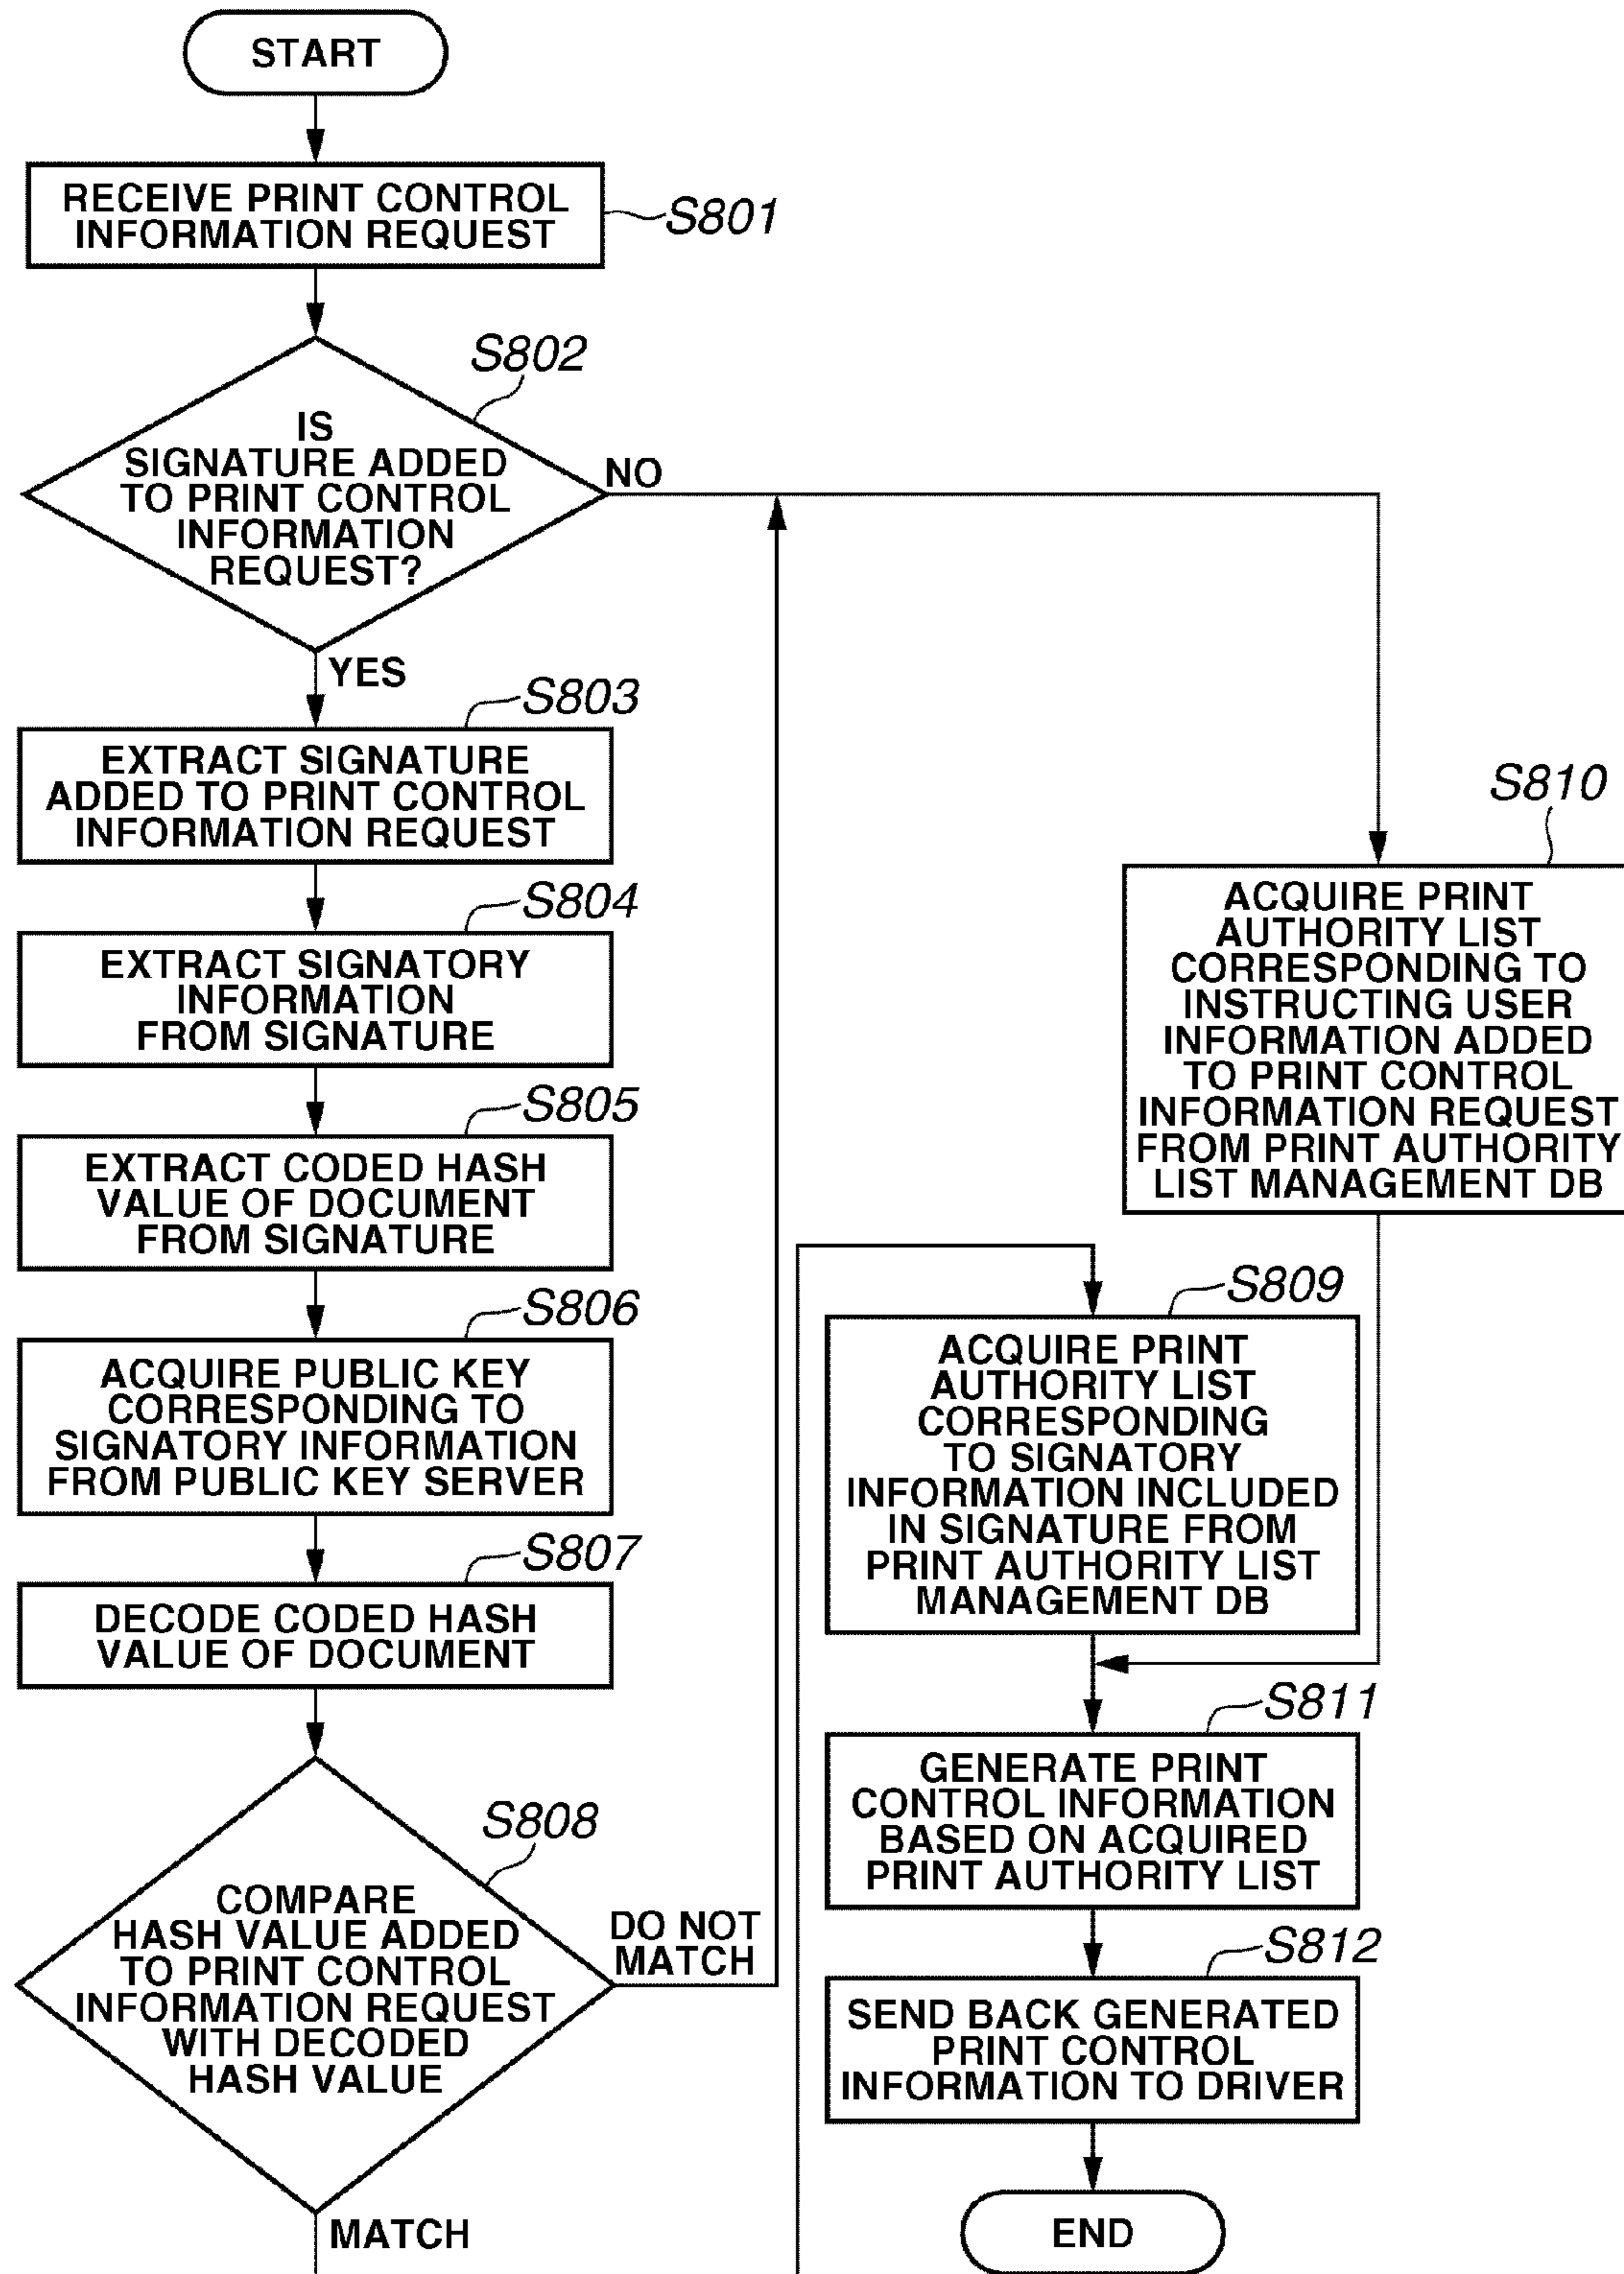 START
RECEIVE PRINT CONTROL
INFORMATION REQUEST
S801
S802
IS
SIGNATURE ADDED
TO PRINT CONTROL
INFORMATION
REQUEST?
NO
YES
S803
EXTRACT SIGNATURE
ADDED TO PRINT CONTROL
INFORMATION REQUEST
S804
EXTRACT SIGNATORY
INFORMATION
FROM SIGNATURE
S805
EXTRACT CODED HASH
VALUE OF DOCUMENT
FROM SIGNATURE
S806
ACQUIRE PUBLIC KEY
CORRESPONDING TO
SIGNATORY INFORMATION
FROM PUBLIC KEY SERVER
S807
DECODE CODED HASH
VALUE OF DOCUMENT
S808
COMPARE
HASH VALUE ADDED
TO PRINT CONTROL
INFORMATION REQUEST
WITH DECODED
HASH VALUE
DO NOT
MATCH
MATCH
S810
ACQUIRE PRINT
AUTHORITY LIST
CORRESPONDING TO
INSTRUCTING USER
INFORMATION ADDED
TO PRINT CONTROL
INFORMATION REQUEST
FROM PRINT AUTHORITY
LIST MANAGEMENT DB
S809
ACQUIRE PRINT
AUTHORITY LIST
CORRESPONDING
TO SIGNATORY
INFORMATION INCLUDED
IN SIGNATURE FROM
PRINT AUTHORITY LIST
MANAGEMENT DB
S811
GENERATE PRINT
CONTROL INFORMATION
BASED ON ACQUIRED
PRINT AUTHORITY LIST
S812
SEND BACK GENERATED
PRINT CONTROL
INFORMATION TO DRIVER
END